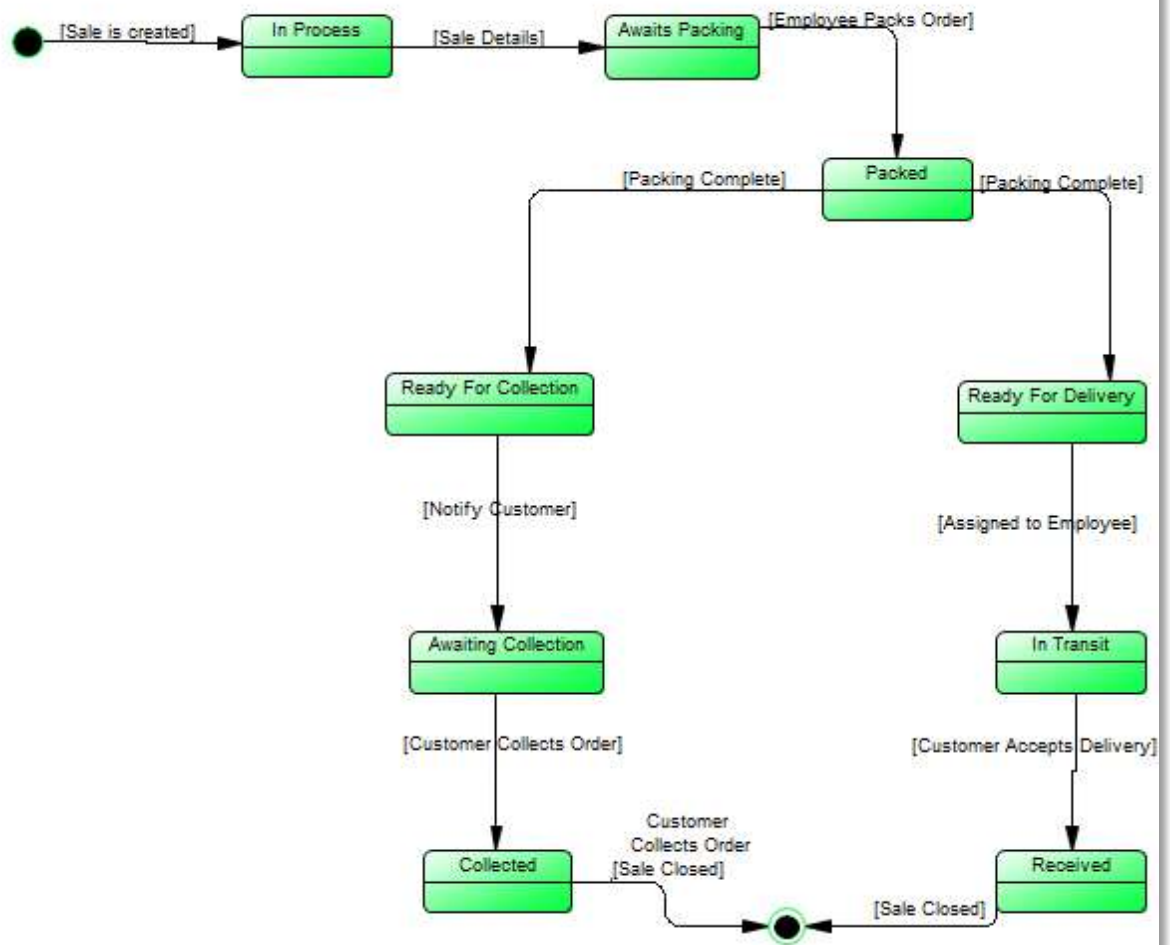 [Sale is created]
In Process
[Sale Details]
Awaits Packing
[Employee Packs Order]
[Packing Complete]
Packed
[Packing Complete]
Ready For Collection
Ready For Delivery
[Notify Customer]
[Assigned to Employee]
Awaiting Collection
In Transit
[Customer Collects Order]
[Customer Accepts Delivery]
Customer
Collects Order
[Sale Closed]
Collected
Received
[Sale Closed]